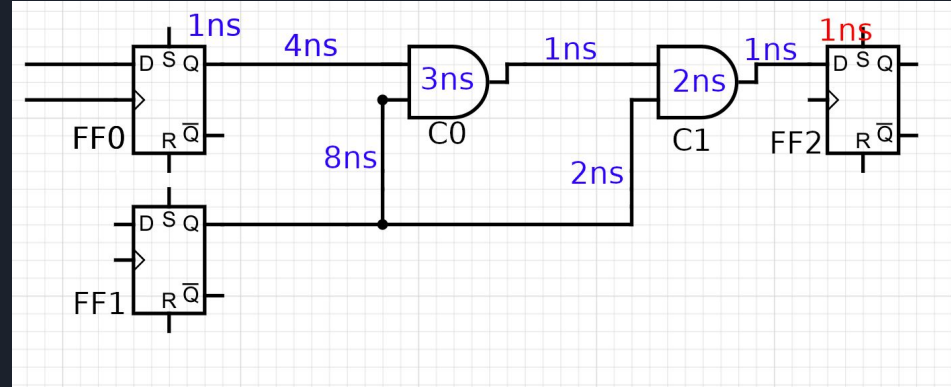 1ns
4ns
1ns
1ns
1ns
D S Q
3ns
2ns
D S Q
FF0
R Q̅
C0
C1
FF2
R Q̅
8ns
2ns
D S Q
FF1
R Q̅